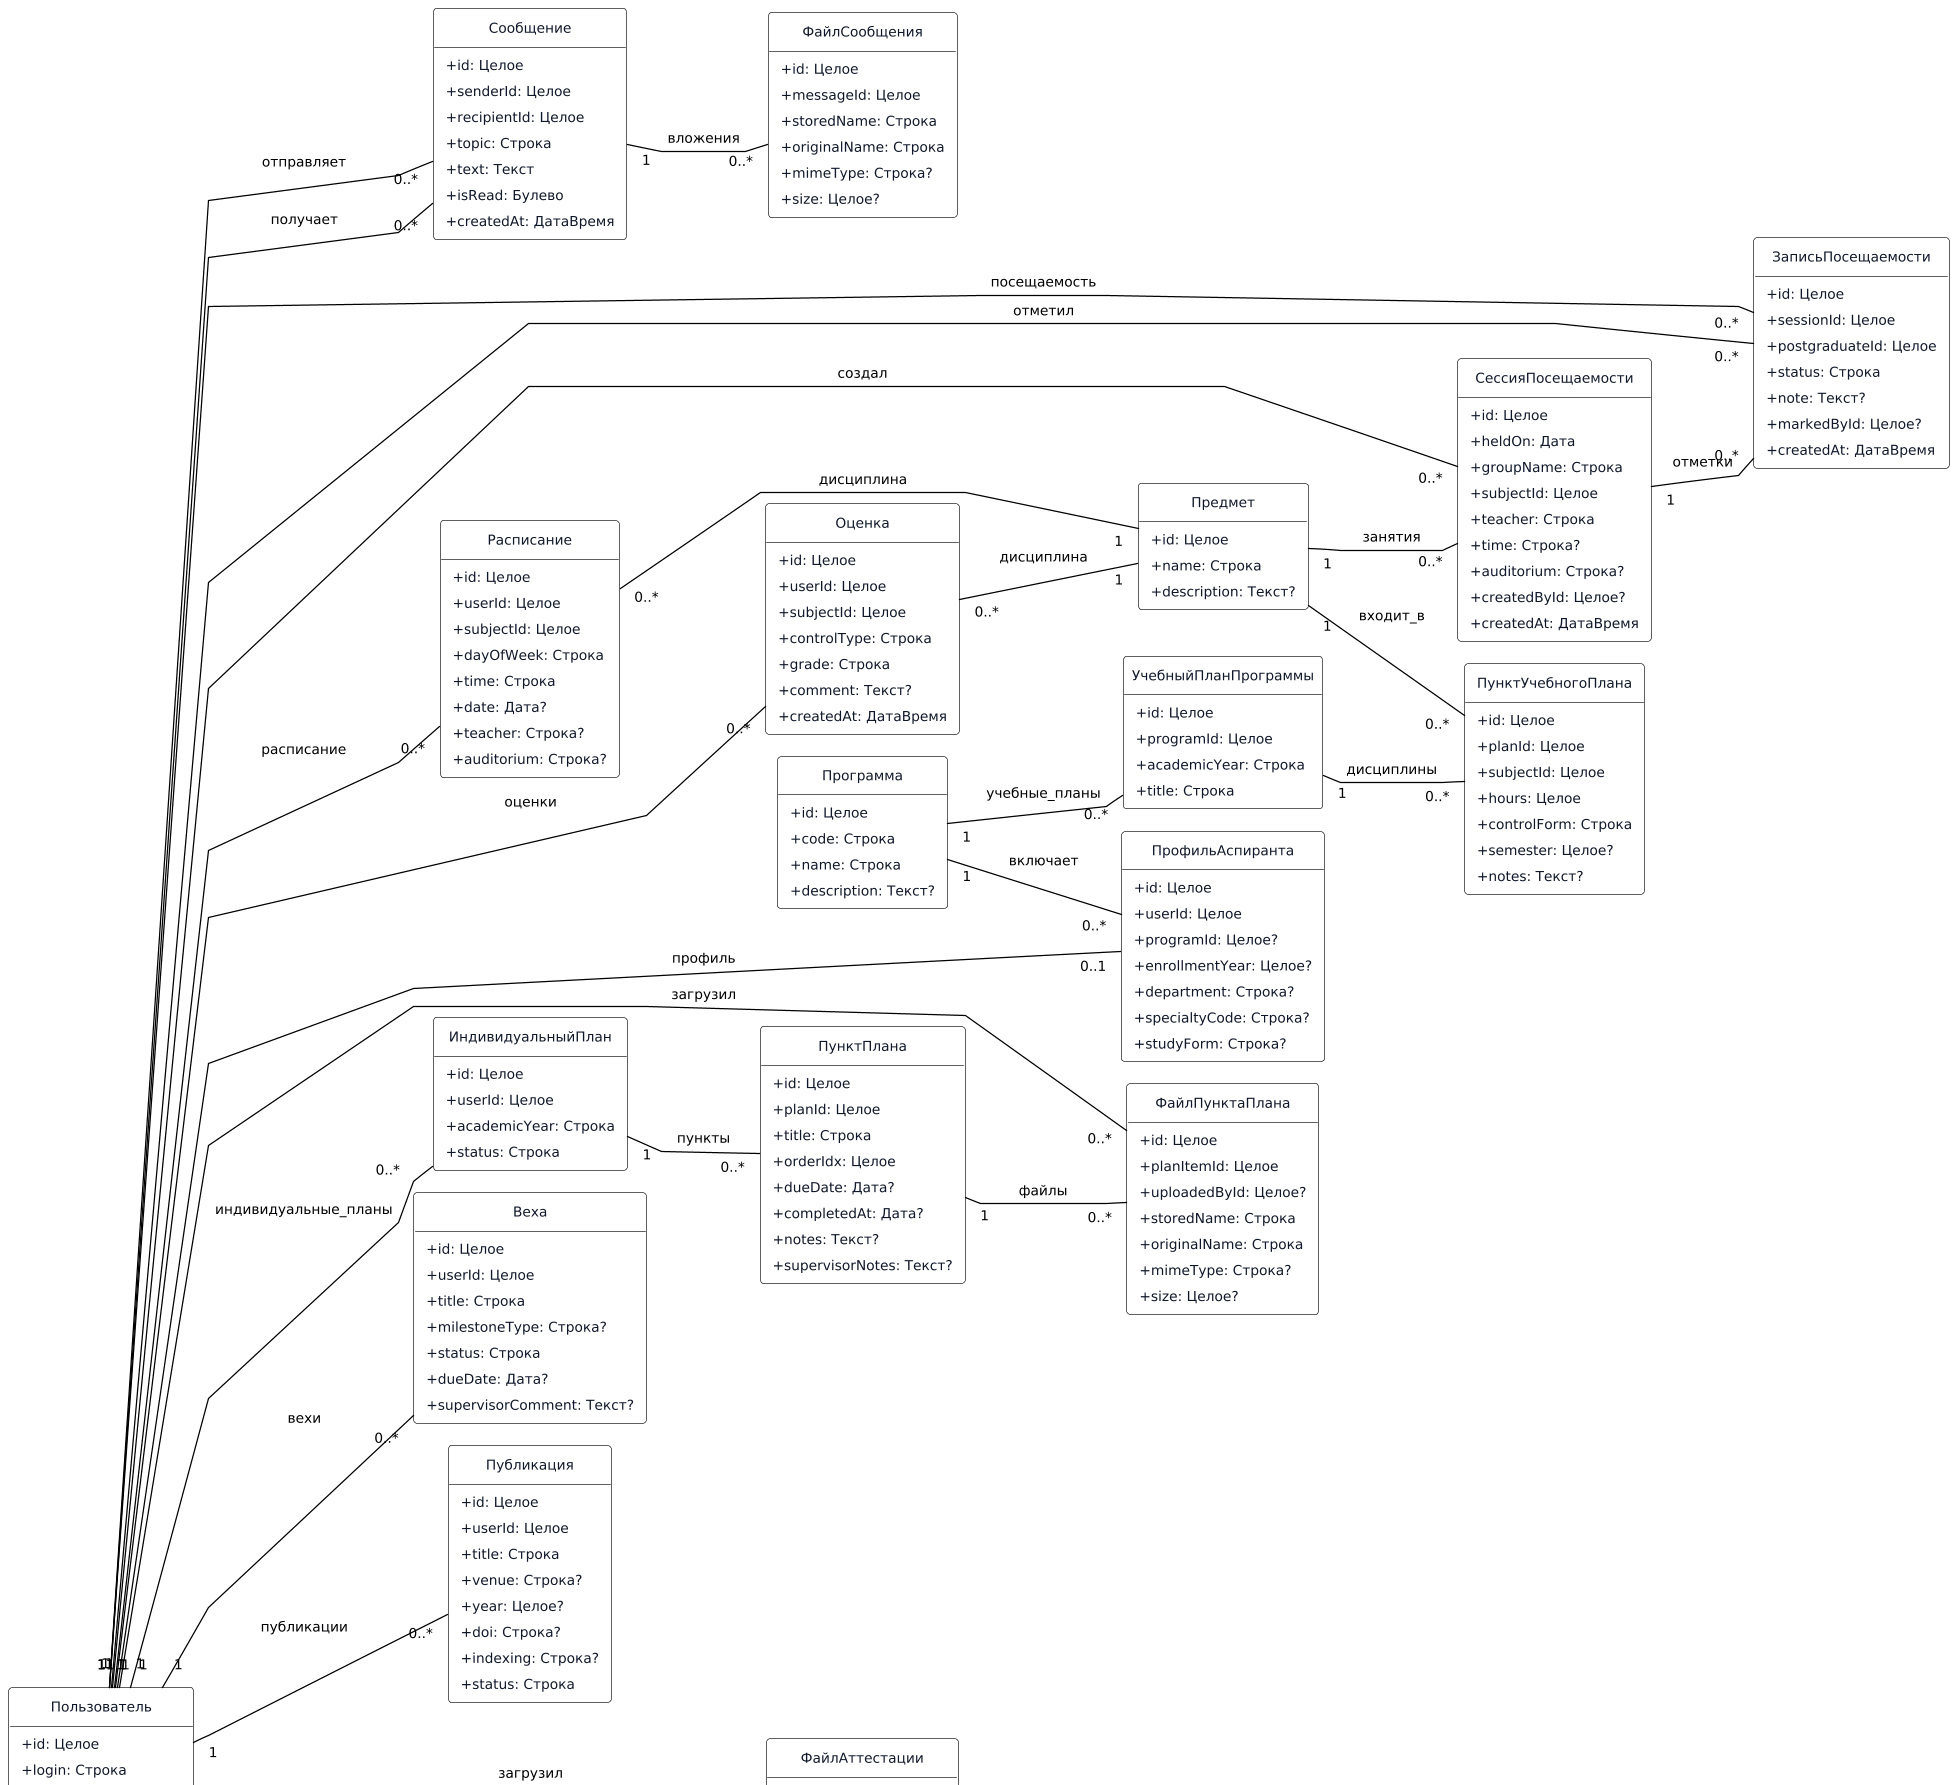 Сообщение
+id: Целое
+senderId: Целое
+recipientId: Целое
+topic: Строка
+text: Текст
+isRead: Булево
+createdAt: ДатаВремя
ФайлСообщения
+id: Целое
+messageId: Целое
+storedName: Строка
+originalName: Строка
+mimeType: Строка?
+size: Целое?
вложения
1
0..*
отправляет
0..*
получает
0..*
посещаемость
0..*
отметил
0..*
ЗаписьПосещаемости
+id: Целое
+sessionId: Целое
+postgraduateId: Целое
+status: Строка
+note: Текст?
+markedById: Целое?
+createdAt: ДатаВремя
создал
0..*
СессияПосещаемости
+id: Целое
+heldOn: Дата
+groupName: Строка
+subjectId: Целое
+teacher: Строка
+time: Строка?
+auditorium: Строка?
+createdById: Целое?
+createdAt: ДатаВремя
отметки
0..*
1
дисциплина
0..*
1
Расписание
+id: Целое
+userId: Целое
+subjectId: Целое
+dayOfWeek: Строка
+time: Строка
+date: Дата?
+teacher: Строка?
+auditorium: Строка?
Оценка
+id: Целое
+userId: Целое
+subjectId: Целое
+controlType: Строка
+grade: Строка
+comment: Текст?
+createdAt: ДатаВремя
дисциплина
0..*
1
Предмет
+id: Целое
+name: Строка
+description: Текст?
занятия
1
0..*
входит_в
1
0..*
расписание
0..*
оценки
0..*
УчебныйПланПрограммы
+id: Целое
+programId: Целое
+academicYear: Строка
+title: Строка
дисциплины
1
0..*
ПунктУчебногоПлана
+id: Целое
+planId: Целое
+subjectId: Целое
+hours: Целое
+controlForm: Строка
+semester: Целое?
+notes: Текст?
Программа
+id: Целое
+code: Строка
+name: Строка
+description: Текст?
учебные_планы
1
0..*
включает
1
0..*
ПрофильАспиранта
+id: Целое
+userId: Целое
+programId: Целое?
+enrollmentYear: Целое?
+department: Строка?
+specialtyCode: Строка?
+studyForm: Строка?
профиль
0..1
загрузил
0..*
ИндивидуальныйПлан
+id: Целое
+userId: Целое
+academicYear: Строка
+status: Строка
пункты
1
0..*
ПунктПлана
+id: Целое
+planId: Целое
+title: Строка
+orderIdx: Целое
+dueDate: Дата?
+completedAt: Дата?
+notes: Текст?
+supervisorNotes: Текст?
файлы
1
0..*
ФайлПунктаПлана
+id: Целое
+planItemId: Целое
+uploadedById: Целое?
+storedName: Строка
+originalName: Строка
+mimeType: Строка?
+size: Целое?
индивидуальные_планы
0..*
Веха
+id: Целое
+userId: Целое
+title: Строка
+milestoneType: Строка?
+status: Строка
+dueDate: Дата?
+supervisorComment: Текст?
вехи
0..*
Публикация
+id: Целое
+userId: Целое
+title: Строка
+venue: Строка?
+year: Целое?
+doi: Строка?
+indexing: Строка?
+status: Строка
публикации
0..*
1
1
1
Пользователь
+id: Целое
+login: Строка
загрузил
ФайлАттестации